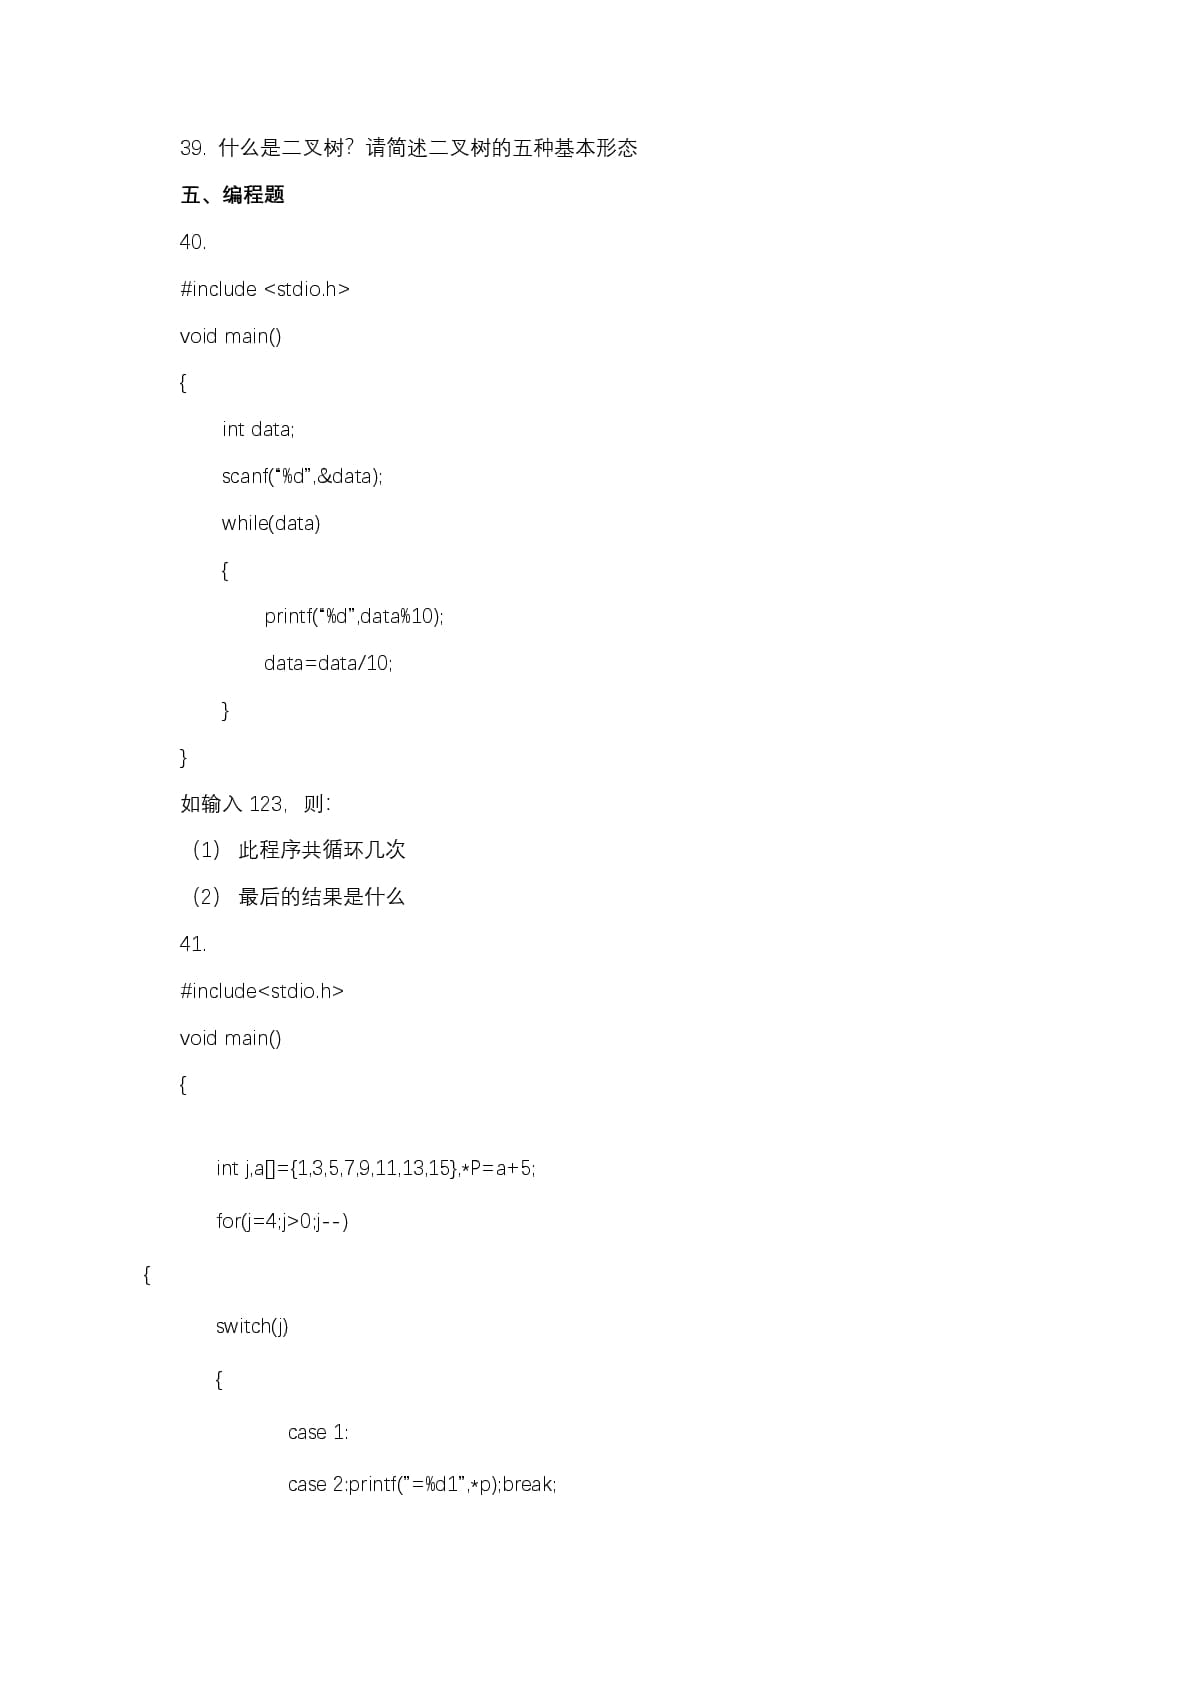 39. 什么是二叉树？请简述二叉树的五种基本形态
五、编程题
40.
#include <stdio.h>
void main()
{
int data;
scanf(“%d”,&data);
while(data)
{
printf(“%d”,data%10);
data=data/10;
}
}
如输入 123，则：
（1） 此程序共循环几次
（2） 最后的结果是什么
41.
#include<stdio.h>
void main()
{
int j,a[]={1,3,5,7,9,11,13,15},*P=a+5;
for(j=4;j>0;j--)
{
switch(j)
{
case 1:
case 2:printf(”=%d1”,*p);break;